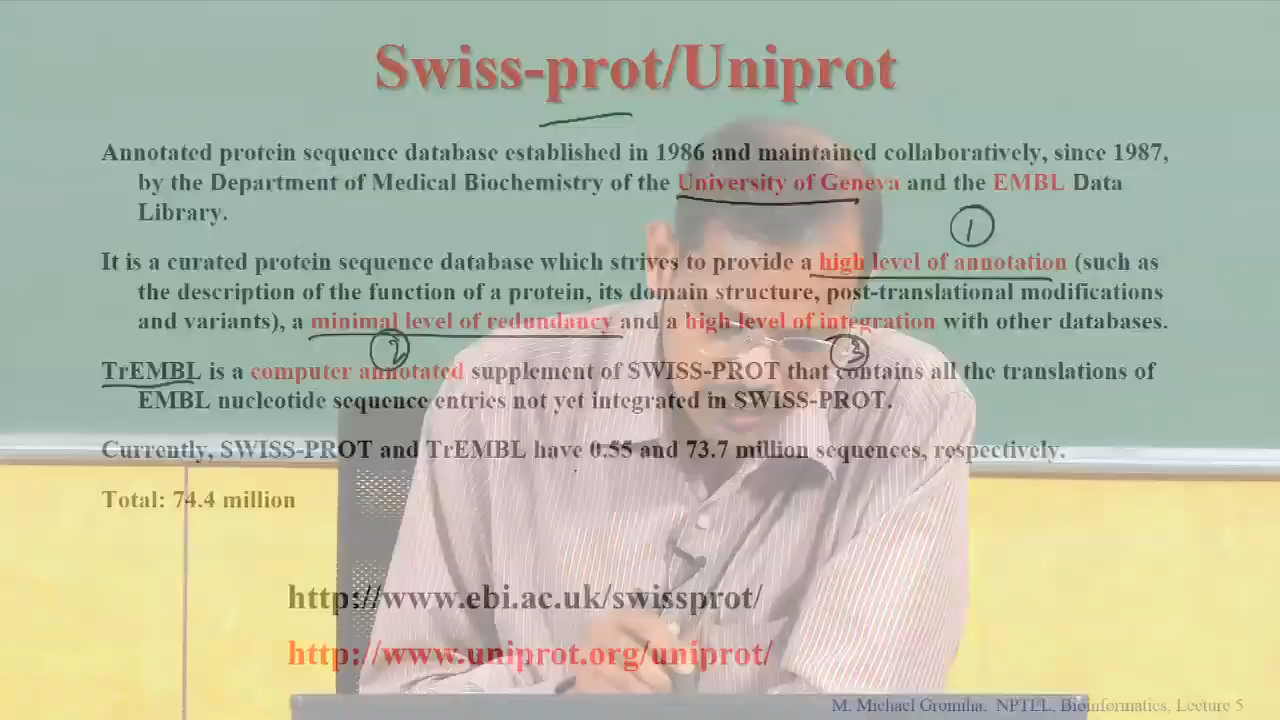 Swiss-prot/Uniprot
Annotated protein sequence database established in 1986 and maintained collaboratively, since 1987,
by the Department of Medical Biochemistry of the University of Geneva and the EMBL Data
Library.
1
It is a curated protein sequence database which strives to provide a high level of annotation (such as
the description of the function of a protein, its domain structure, post-translational modifications
and variants), a minimal level of redundancy and a high level of integration with other databases.
2 3
TrEMBL is a computer annotated supplement of SWISS-PROT that contains all the translations of
EMBL nucleotide sequence entries not yet integrated in SWISS-PROT.
Currently, SWISS-PROT and TrEMBL have 0.55 and 73.7 million sequences, respectively.
Total: 74.4 million
http://www.ebi.ac.uk/swissprot/
http://www.uniprot.org/uniprot/
M. Michael Gromiha, NPTEL, Bioinformatics, Lecture 5